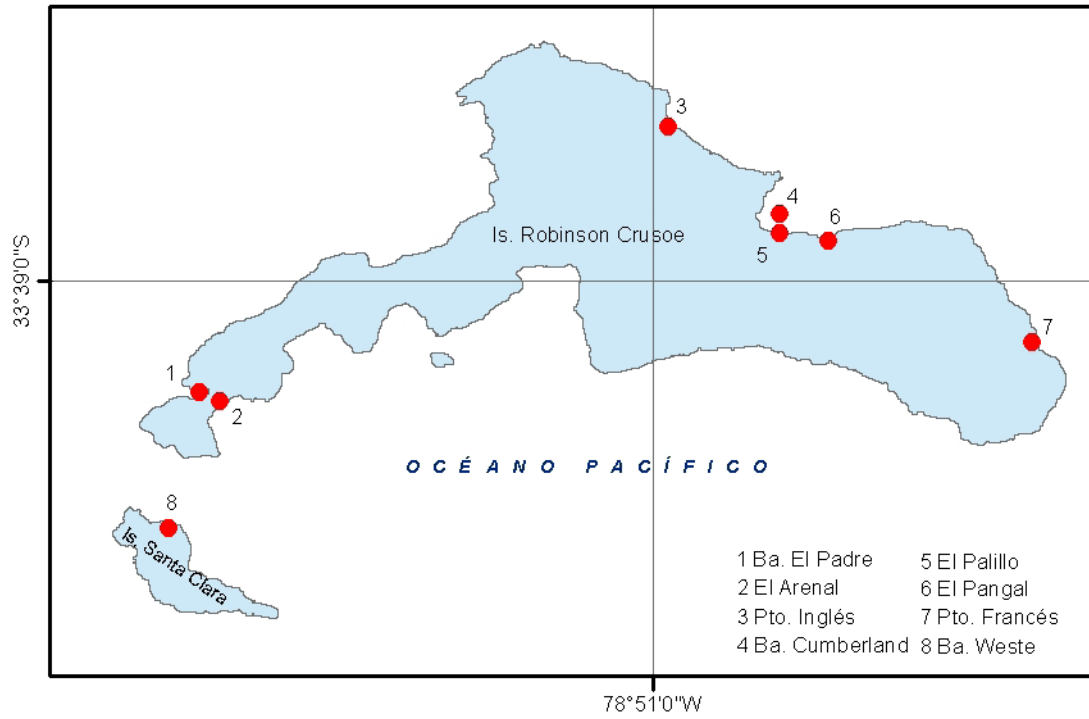 3
4
6
Is. Robinson Crusoe
5
33°39'0"S
7
1
2
OCÉANO PACÍFICO
8
Is. Santa Clara
1 Ba. El Padre
2 El Arenal
3 Pto. Inglés
4 Ba. Cumberland
5 El Palillo
6 El Pangal
7 Pto. Francés
8 Ba. Weste
78°51'0"W